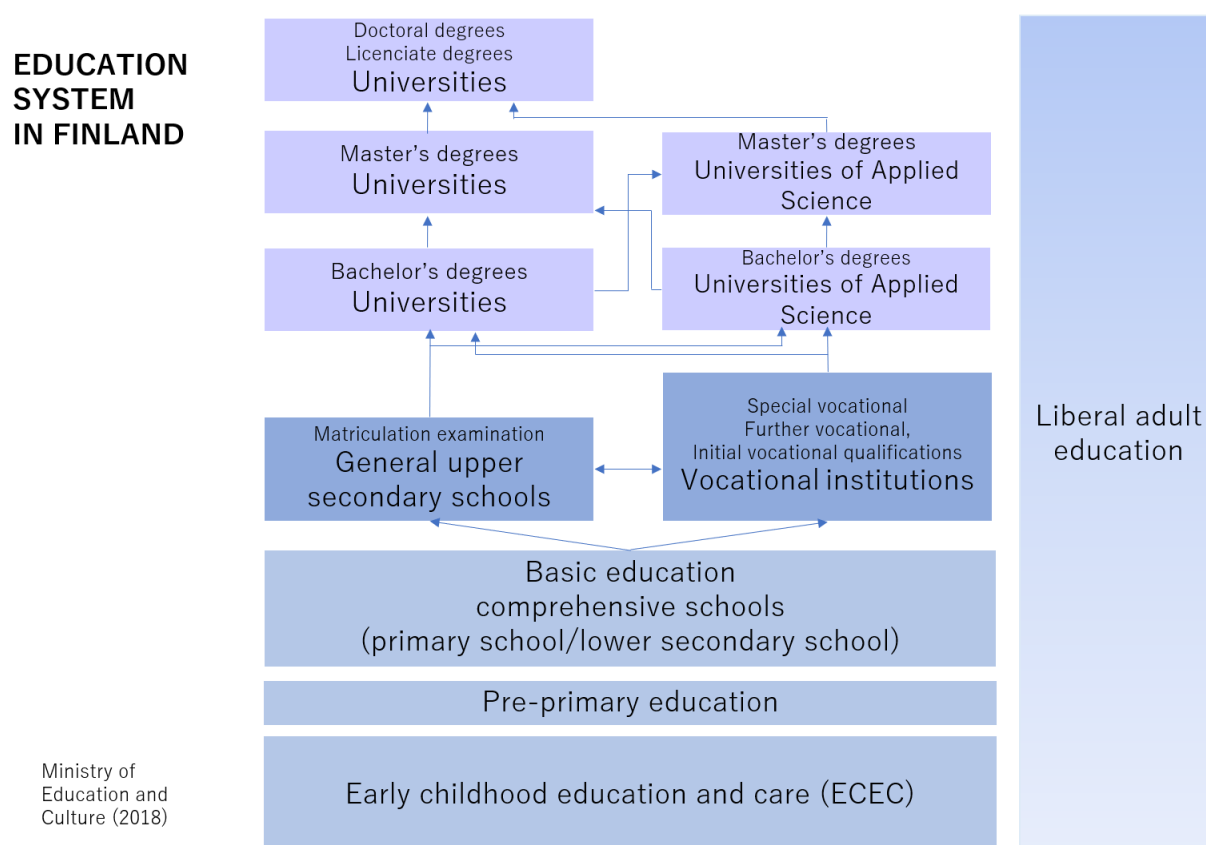 EDUCATION
SYSTEM
IN FINLAND
Doctoral degrees
Licenciate degrees
Universities
Master's degrees
Universities
Master's degrees
Universities of Applied
Science
Bachelor's degrees
Universities
Bachelor's degrees
Universities of Applied
Science
Matriculation examination
General upper
secondary schools
Special vocational
Further vocational,
Initial vocational qualifications
Vocational institutions
Liberal adult
education
Basic education
comprehensive schools
(primary school/lower secondary school)
Pre-primary education
Early childhood education and care (ECEC)
Ministry of
Education and
Culture (2018)